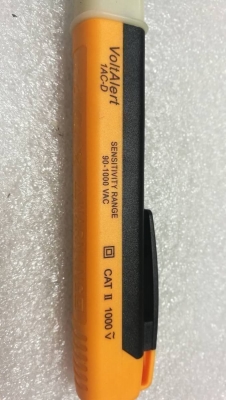 VoltAlert
1AC-D
SENSITIVITY RANGE
90-1000 VAC
CAT II 1000 V